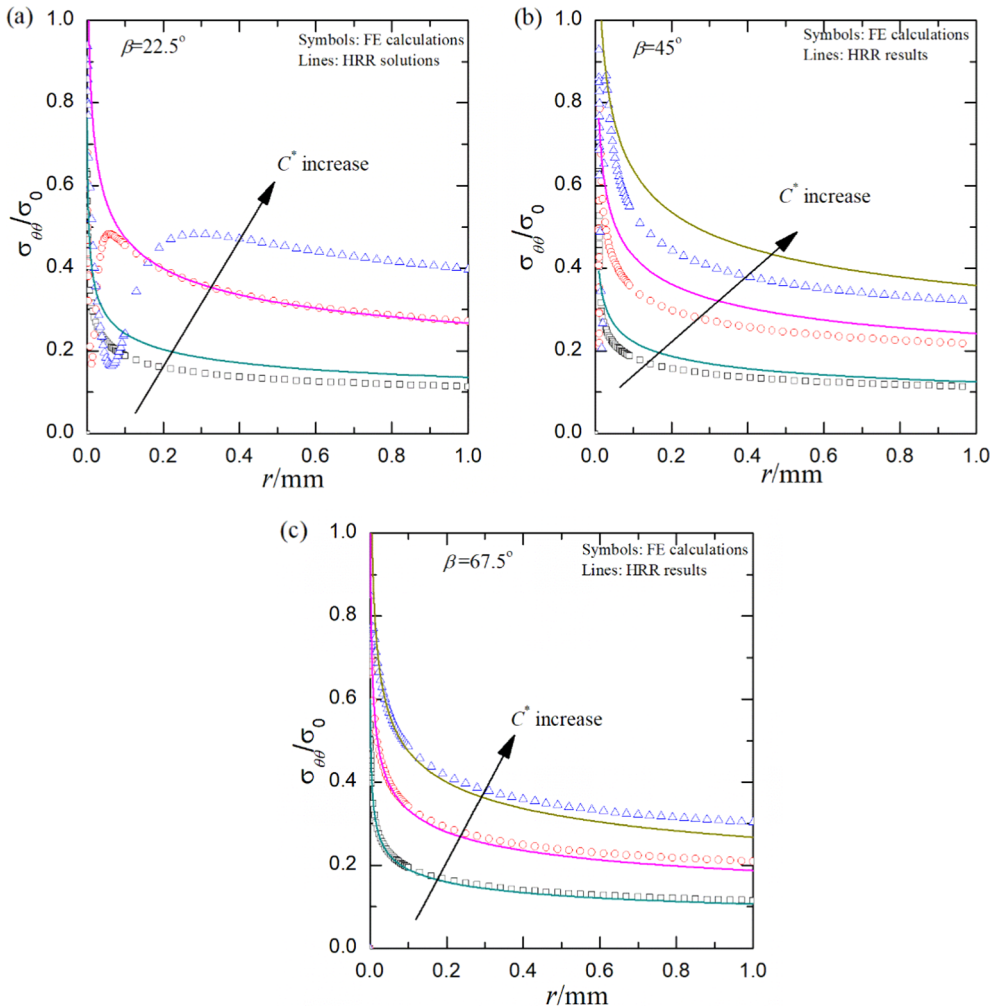 (a)
β=22.5°
Symbols: FE calculations
Lines: HRR solutions
C* increase
σθθ/σ0
1.0
0.8
0.6
0.4
0.2
0.0
0.0 0.2 0.4 0.6 0.8 1.0
r/mm
(b)
β=45°
Symbols: FE calculations
Lines: HRR results
C* increase
σθθ/σ0
1.0
0.8
0.6
0.4
0.2
0.0
0.0 0.2 0.4 0.6 0.8 1.0
r/mm
(c)
β=67.5°
Symbols: FE calculations
Lines: HRR results
C* increase
σθθ/σ0
1.0
0.8
0.6
0.4
0.2
0.0
0.0 0.2 0.4 0.6 0.8 1.0
r/mm